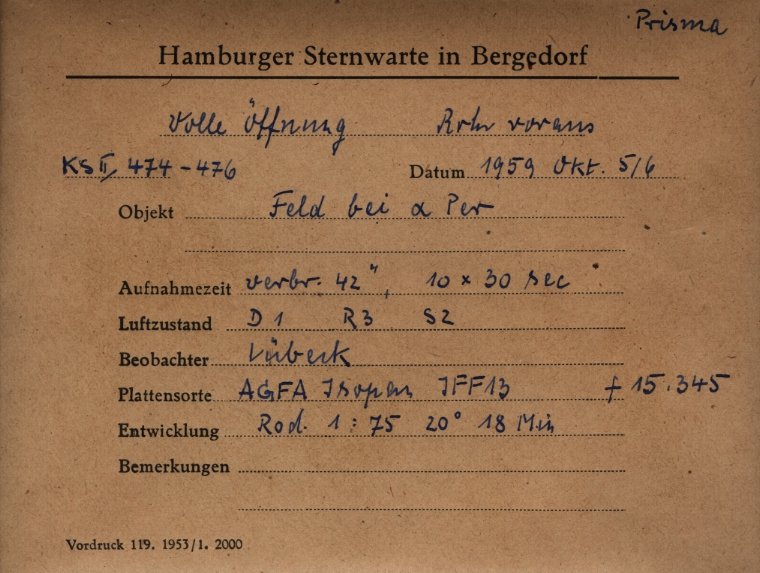 Prisma
Hamburger Sternwarte in Bergedorf
Volle Öffnung Rohr voraus
KS II 474-476 Datum 1959 Okt. 5/6
Objekt Feld bei α Per
Aufnahmezeit verbr. 42", 10 × 30 sec
Luftzustand D 1 R3 S2
Beobachter Lübeck
Plattensorte AGFA Isopan IFF13 f 15.345
Entwicklung Rod. 1:75 20° 18 Min
Bemerkungen
Vordruck 119. 1953/1. 2000